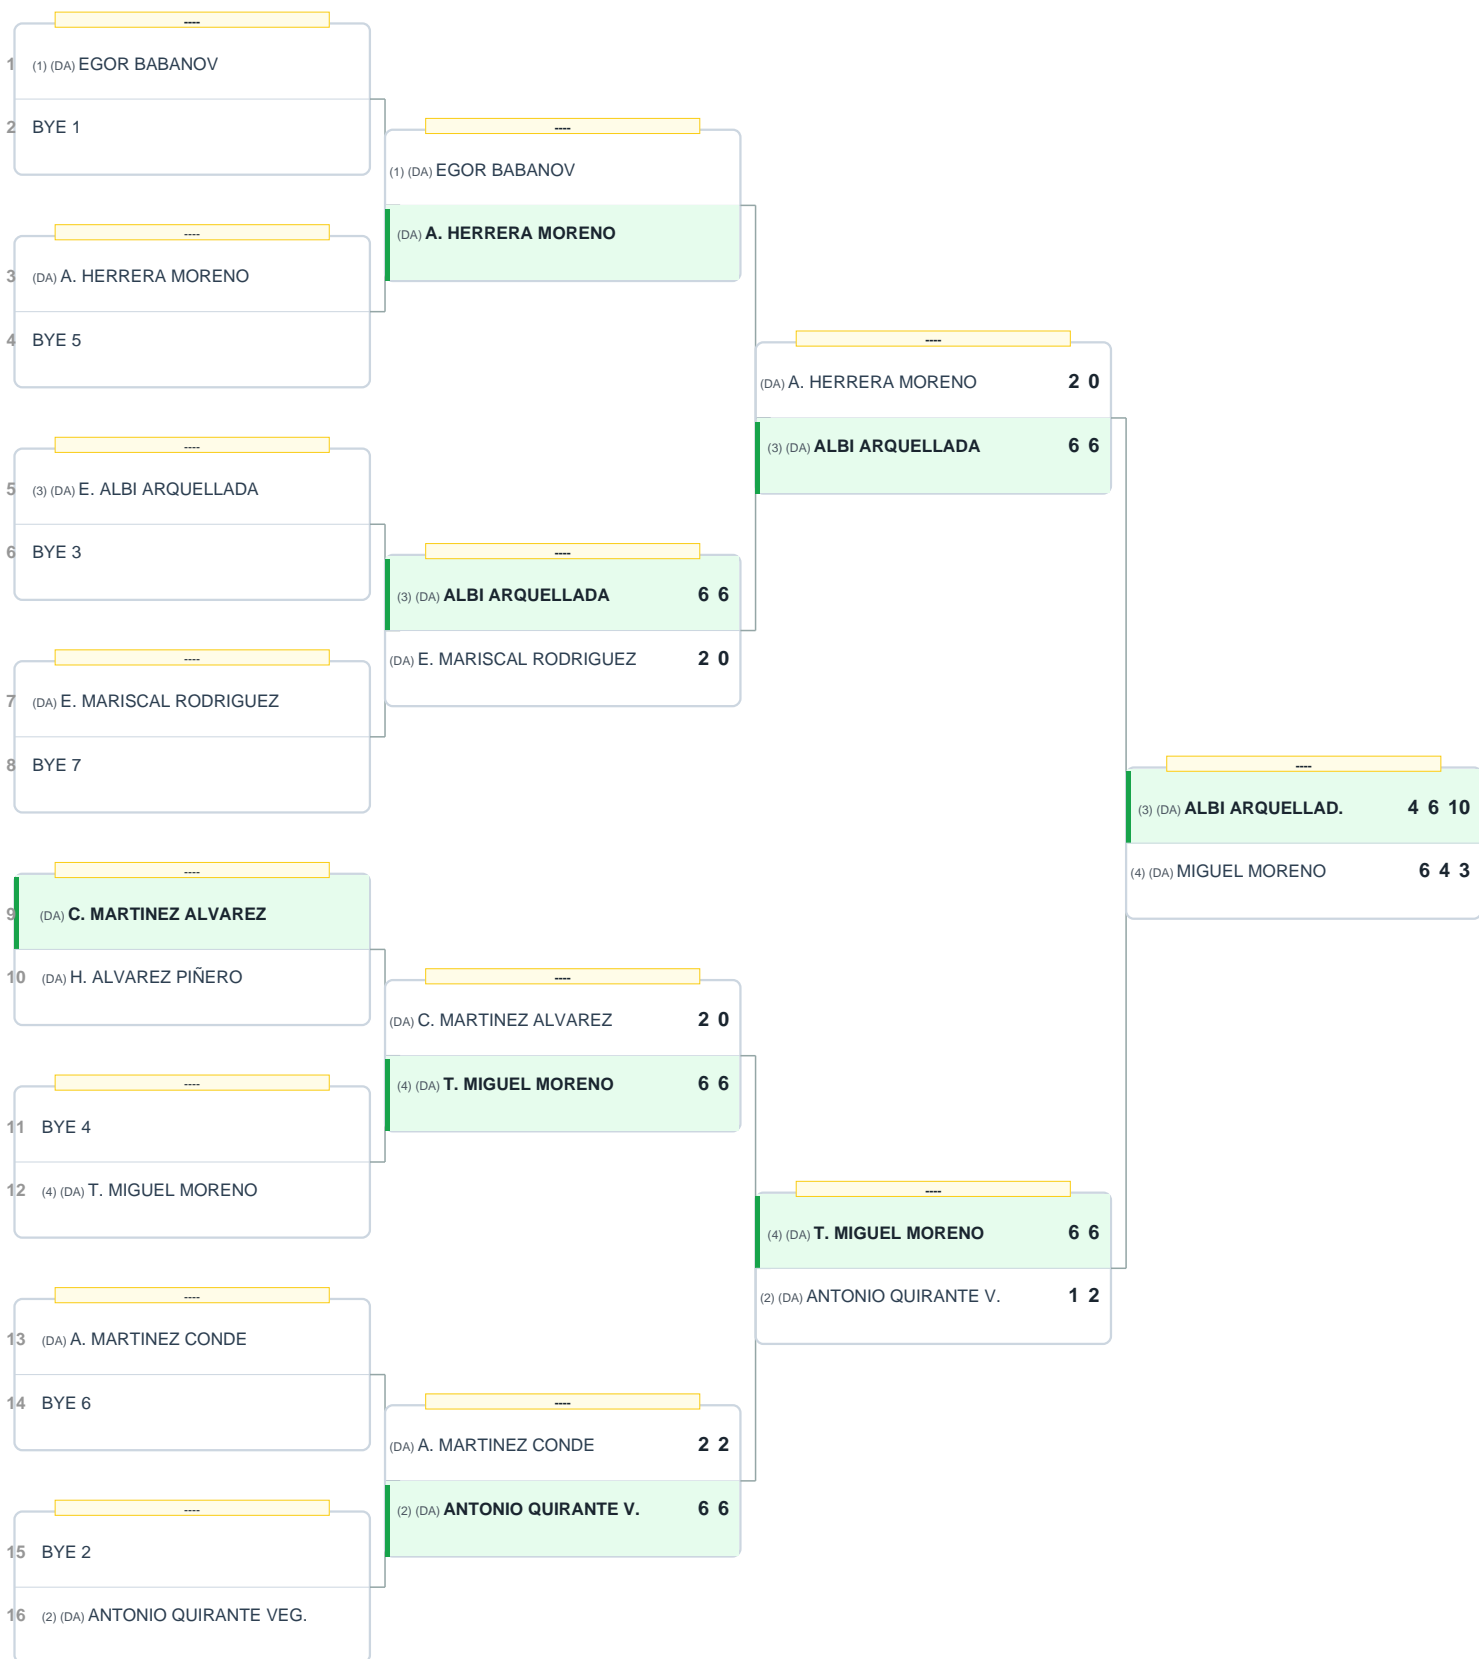 ----
1 (1) (DA) EGOR BABANOV
2 BYE 1
----
3 (DA) A. HERRERA MORENO
4 BYE 5
----
5 (3) (DA) E. ALBI ARQUELLADA
6 BYE 3
----
7 (DA) E. MARISCAL RODRIGUEZ
8 BYE 7
----
9 (DA) C. MARTINEZ ALVAREZ
10 (DA) H. ALVAREZ PIÑERO
----
11 BYE 4
12 (4) (DA) T. MIGUEL MORENO
----
13 (DA) A. MARTINEZ CONDE
14 BYE 6
----
15 BYE 2
16 (2) (DA) ANTONIO QUIRANTE VEG.
----
(1) (DA) EGOR BABANOV
(DA) A. HERRERA MORENO
----
(3) (DA) ALBI ARQUELLADA 6 6
(DA) E. MARISCAL RODRIGUEZ 2 0
----
(DA) C. MARTINEZ ALVAREZ 2 0
(4) (DA) T. MIGUEL MORENO 6 6
----
(DA) A. MARTINEZ CONDE 2 2
(2) (DA) ANTONIO QUIRANTE V. 6 6
----
(DA) A. HERRERA MORENO 2 0
(3) (DA) ALBI ARQUELLADA 6 6
----
(4) (DA) T. MIGUEL MORENO 6 6
(2) (DA) ANTONIO QUIRANTE V. 1 2
----
(3) (DA) ALBI ARQUELLAD. 4 6 10
(4) (DA) MIGUEL MORENO 6 4 3